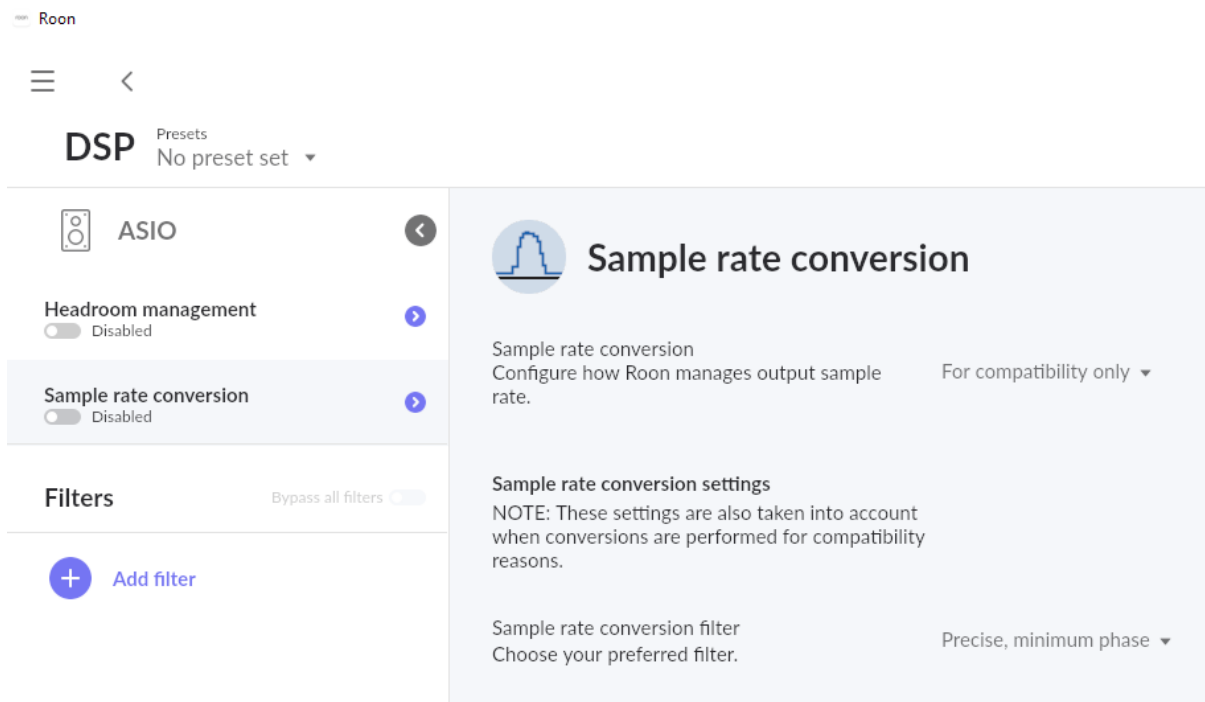 Roon
DSP
Presets
No preset set
ASIO
Headroom management
Disabled
Sample rate conversion
Disabled
Filters
Bypass all filters
Add filter
Sample rate conversion
Sample rate conversion
Configure how Roon manages output sample
rate.
For compatibility only
Sample rate conversion settings
NOTE: These settings are also taken into account
when conversions are performed for compatibility
reasons.
Sample rate conversion filter
Choose your preferred filter.
Precise, minimum phase